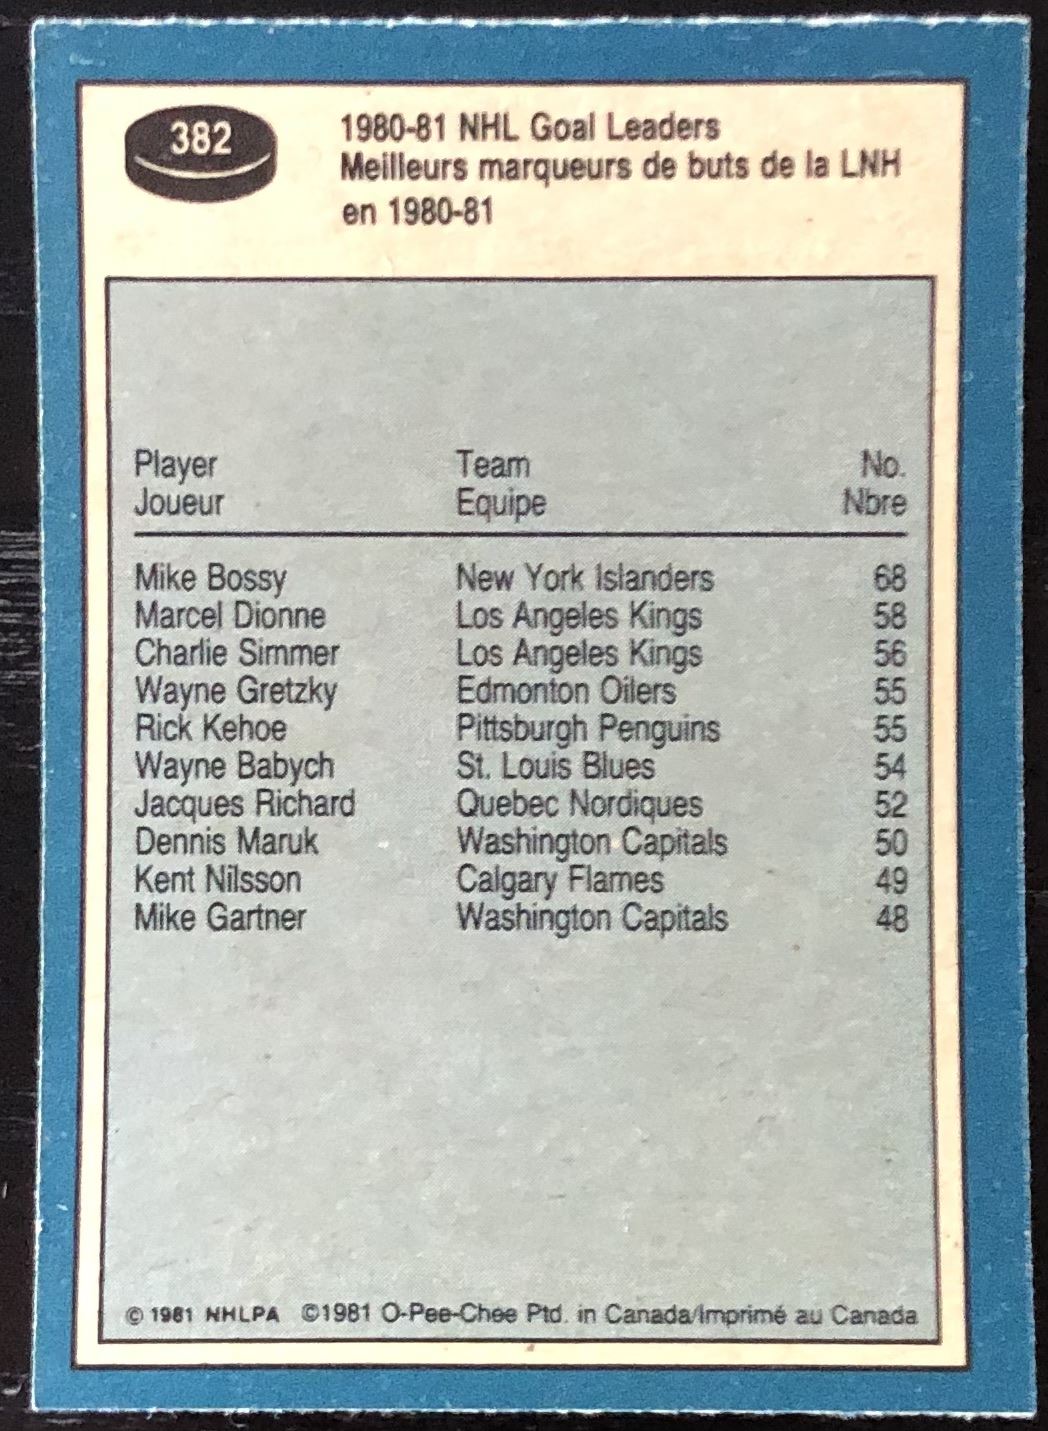 382
1980-81 NHL Goal Leaders
Meilleurs marqueurs de buts de la LNH
en 1980-81
Player Team No.
Joueur Equipe Nbre
Mike Bossy New York Islanders 68
Marcel Dionne Los Angeles Kings 58
Charlie Simmer Los Angeles Kings 56
Wayne Gretzky Edmonton Oilers 55
Rick Kehoe Pittsburgh Penguins 55
Wayne Babych St. Louis Blues 54
Jacques Richard Quebec Nordiques 52
Dennis Maruk Washington Capitals 50
Kent Nilsson Calgary Flames 49
Mike Gartner Washington Capitals 48
© 1981 NHLPA ©1981 O-Pee-Chee Ptd. in Canada/Imprimé au Canada